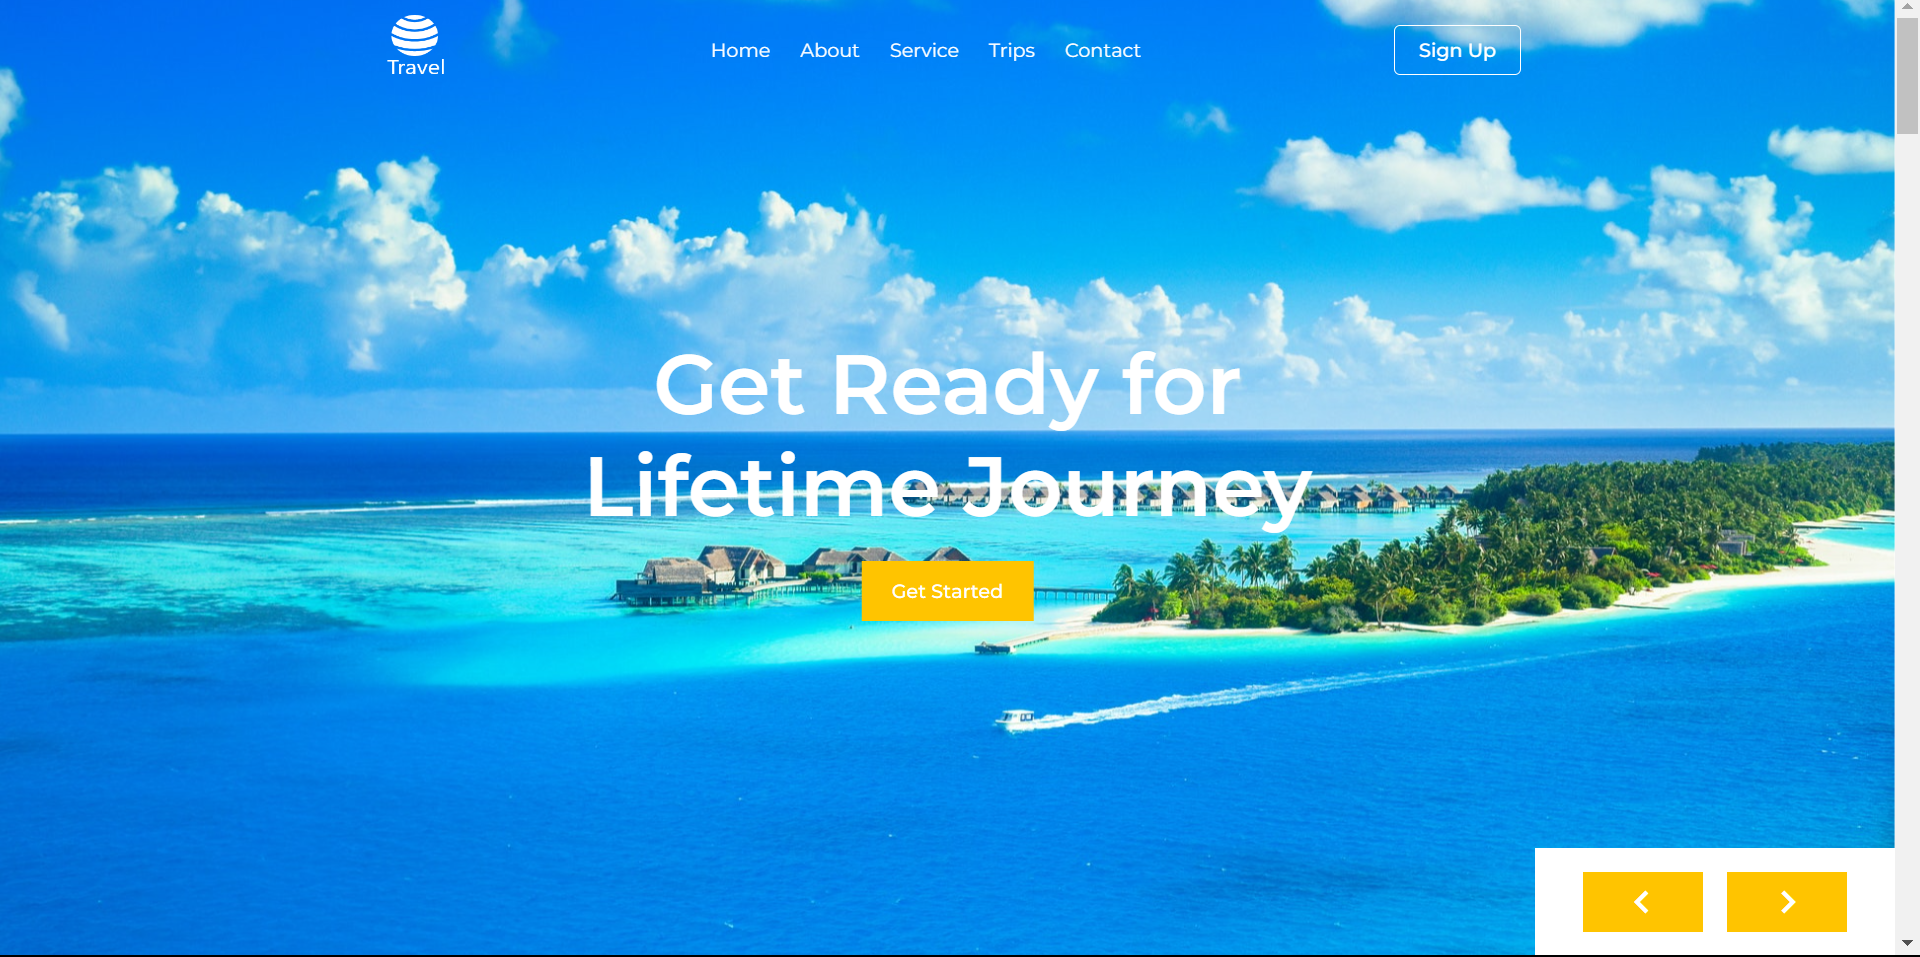 Travel
Home
About
Service
Trips
Contact
Sign Up
Get Ready for
Lifetime Journey
Get Started